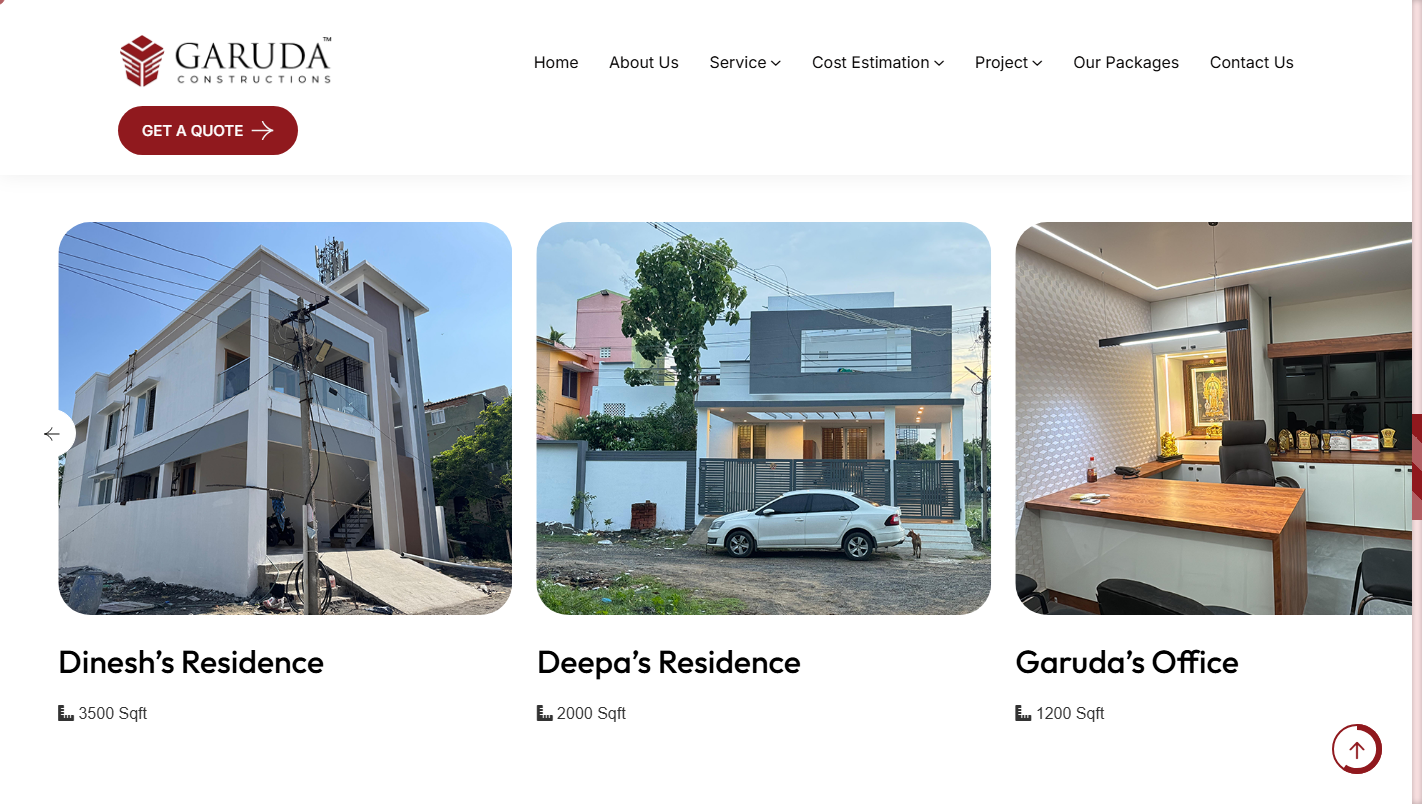 GARUDA™
CONSTRUCTIONS
Home
About Us
Service
Cost Estimation
Project
Our Packages
Contact Us
GET A QUOTE
Dinesh’s Residence
Deepa’s Residence
Garuda’s Office
3500 Sqft
2000 Sqft
1200 Sqft